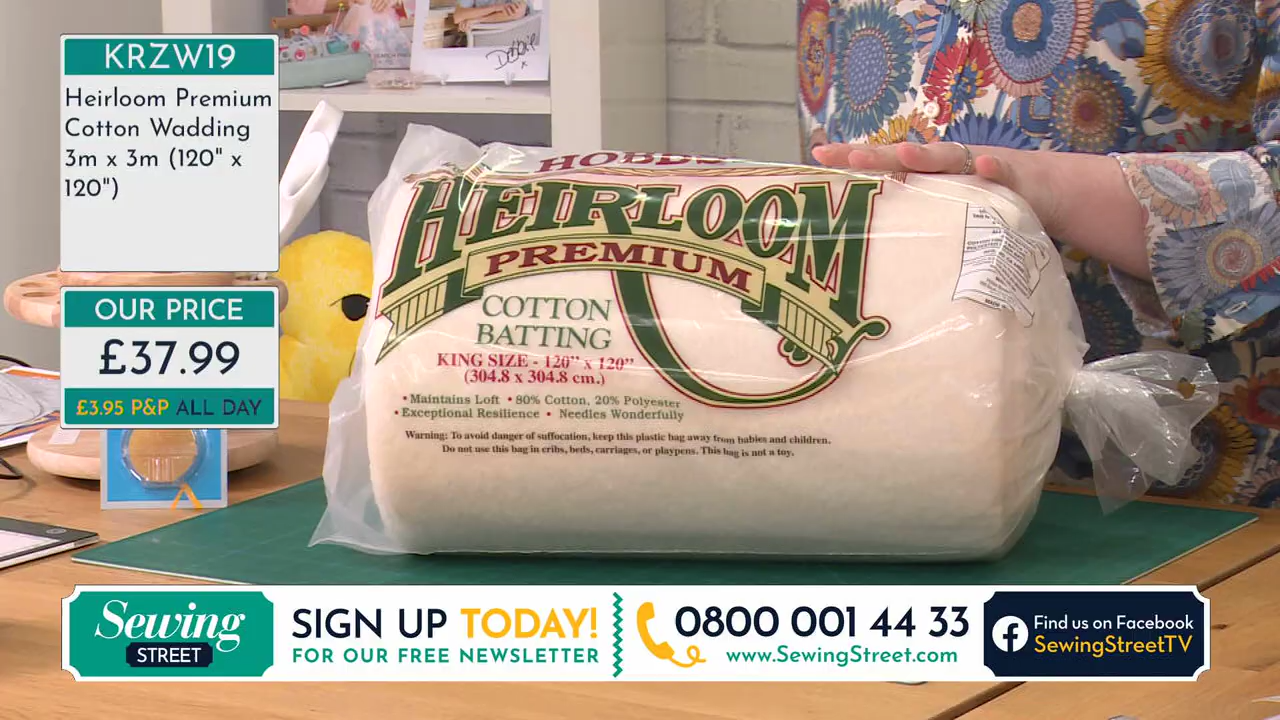 KRZW19
Heirloom Premium
Cotton Wadding
3m x 3m (120" x
120")
OUR PRICE
£37.99
£3.95 P&P ALL DAY
Debbie
x
HOBBS
HEIRLOOM
PREMIUM
COTTON
BATTING
KING SIZE - 120” x 120”
(304.8 x 304.8 cm.)
• Maintains Loft • 80% Cotton, 20% Polyester
• Exceptional Resilience • Needles Wonderfully
Warning: To avoid danger of suffocation, keep this plastic bag away from babies and children.
Do not use this bag in cribs, beds, carriages, or playpens. This bag is not a toy.
Sewing
STREET
SIGN UP TODAY!
FOR OUR FREE NEWSLETTER
0800 001 44 33
www.SewingStreet.com
Find us on Facebook
SewingStreetTV